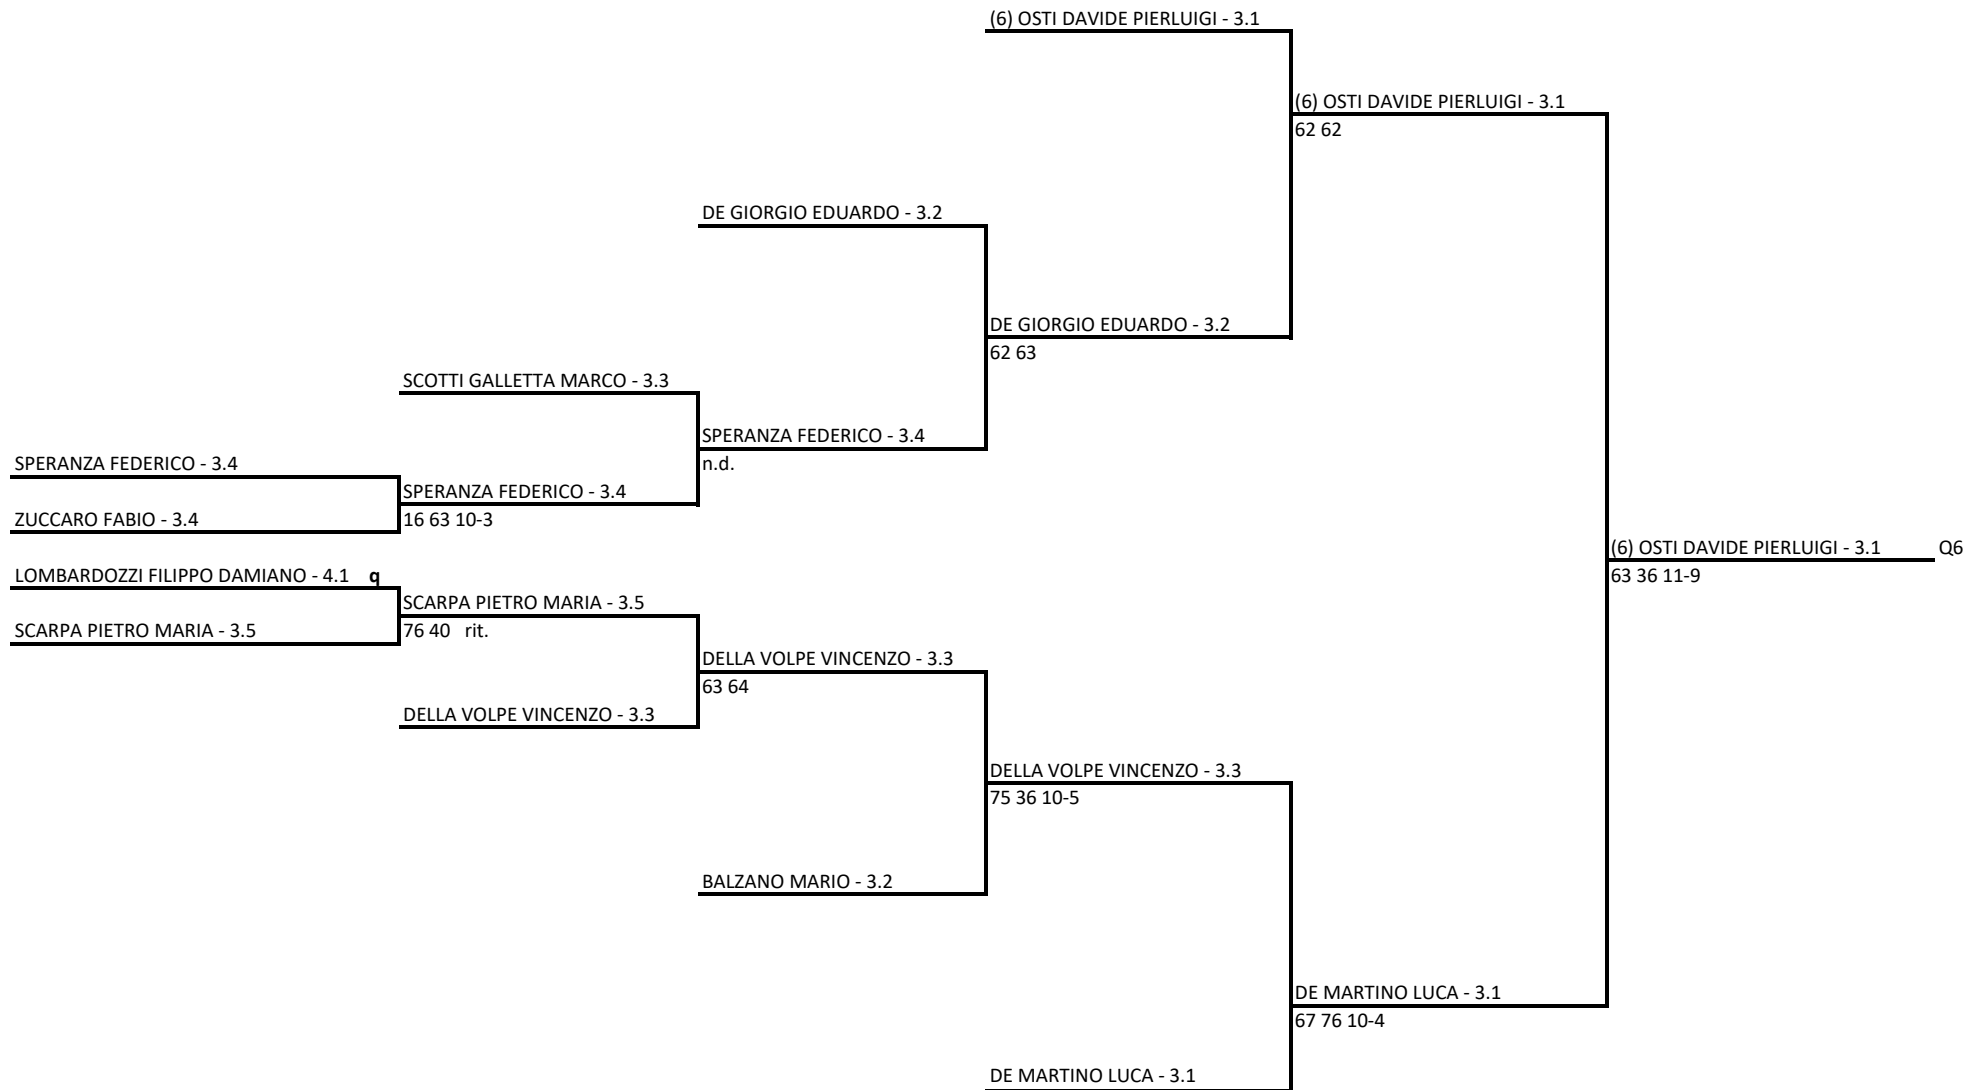 (6) OSTI DAVIDE PIERLUIGI - 3.1
(6) OSTI DAVIDE PIERLUIGI - 3.1
62 62
DE GIORGIO EDUARDO - 3.2
DE GIORGIO EDUARDO - 3.2
62 63
SCOTTI GALLETTA MARCO - 3.3
SPERANZA FEDERICO - 3.4
n.d.
SPERANZA FEDERICO - 3.4
SPERANZA FEDERICO - 3.4
16 63 10-3
ZUCCARO FABIO - 3.4
(6) OSTI DAVIDE PIERLUIGI - 3.1 Q6
63 36 11-9
LOMBARDOZZI FILIPPO DAMIANO - 4.1 q
SCARPA PIETRO MARIA - 3.5
76 40 rit.
SCARPA PIETRO MARIA - 3.5
DELLA VOLPE VINCENZO - 3.3
63 64
DELLA VOLPE VINCENZO - 3.3
DELLA VOLPE VINCENZO - 3.3
75 36 10-5
BALZANO MARIO - 3.2
DE MARTINO LUCA - 3.1
67 76 10-4
DE MARTINO LUCA - 3.1